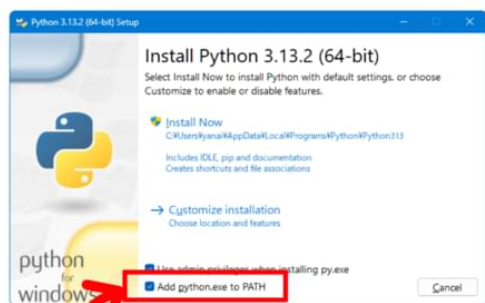 Python 3.13.2 (64-bit) Setup
Install Python 3.13.2 (64-bit)
Select Install Now to install Python with default settings, or choose
Customize to enable or disable features.
Install Now
C:¥Users¥yanai¥AppData¥Local¥Programs¥Python¥Python313
Includes IDLE, pip and documentation
Creates shortcuts and file associations
→ Customize installation
Choose location and features
Use admin privileges when installing py.exe
Add python.exe to PATH
Cancel
python
for
windows